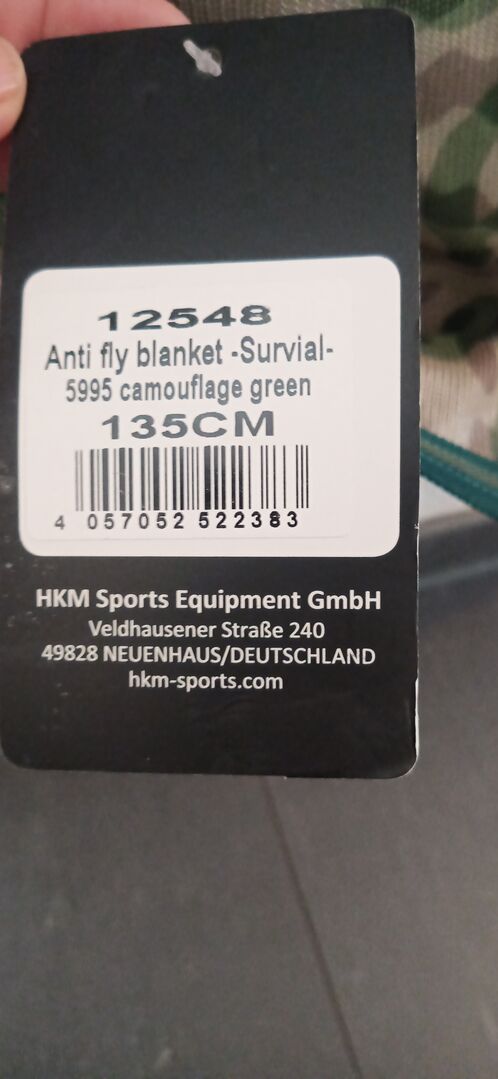 12548
Anti fly blanket -Survial-
5995 camouflage green
135CM
4 057052 522383
HKM Sports Equipment GmbH
Veldhausener Straße 240
49828 NEUENHAUS/DEUTSCHLAND
hkm-sports.com